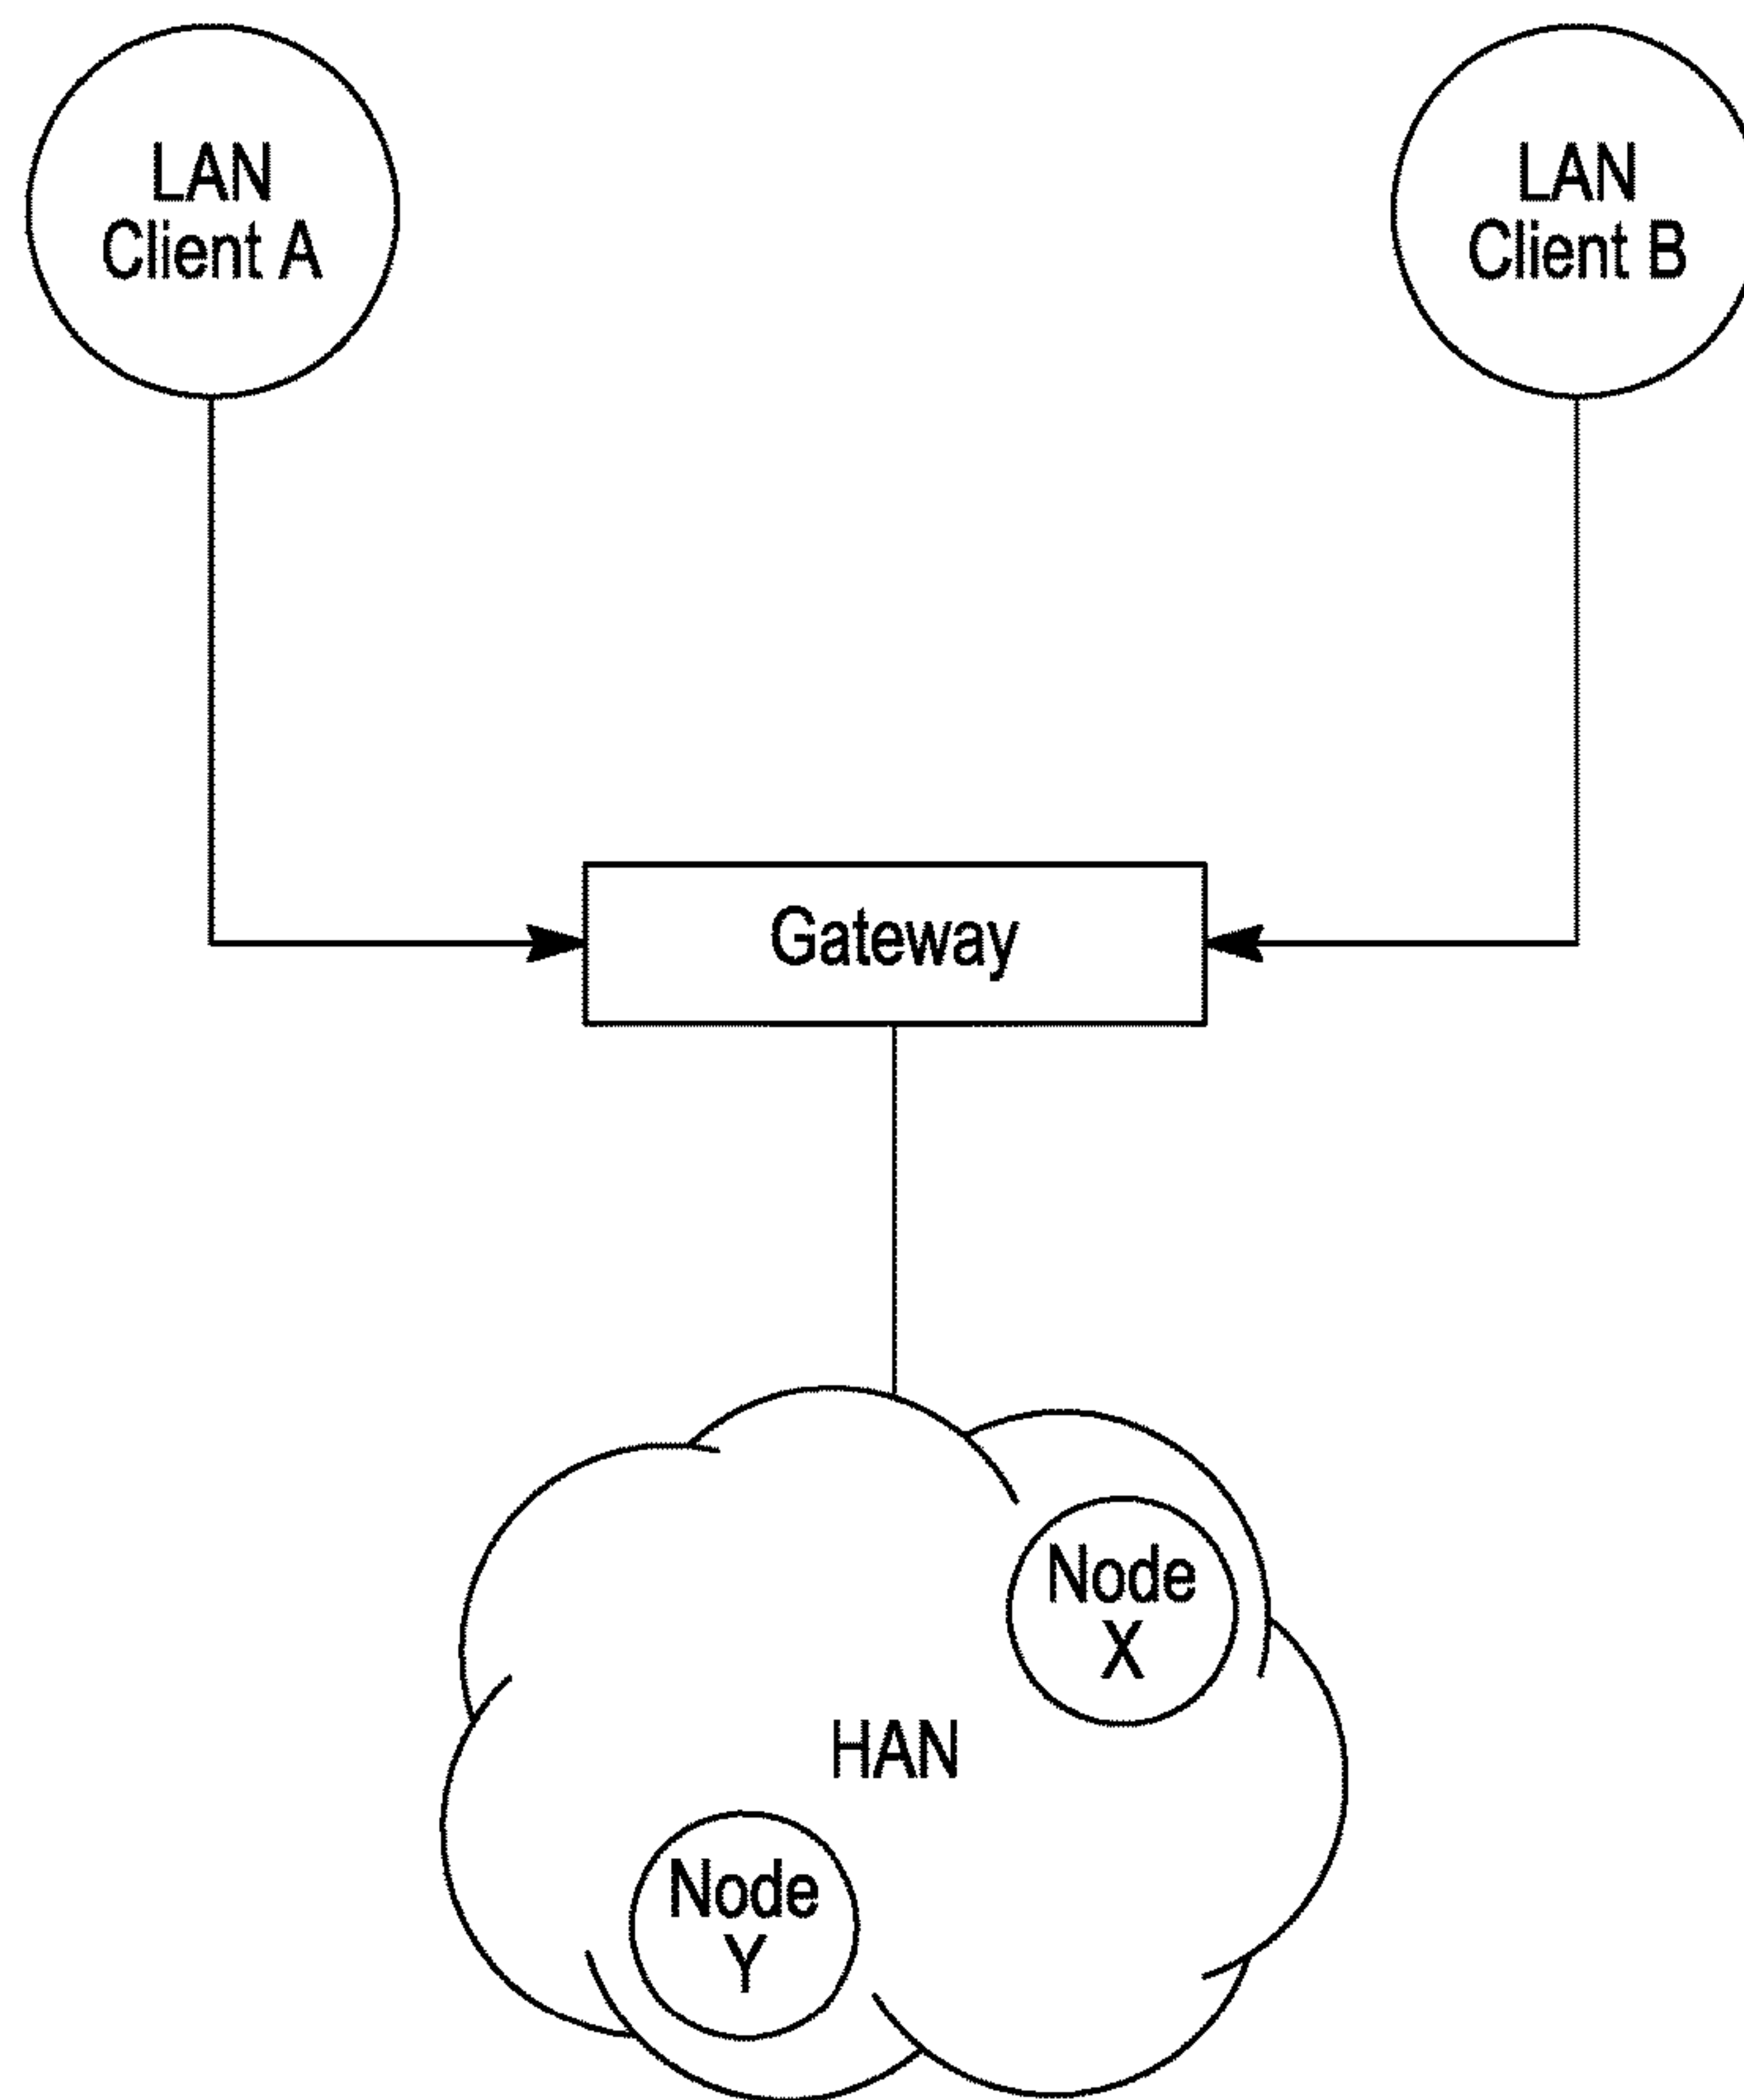 LAN
Client A
LAN
Client B
Gateway
Node
X
HAN
Node
Y